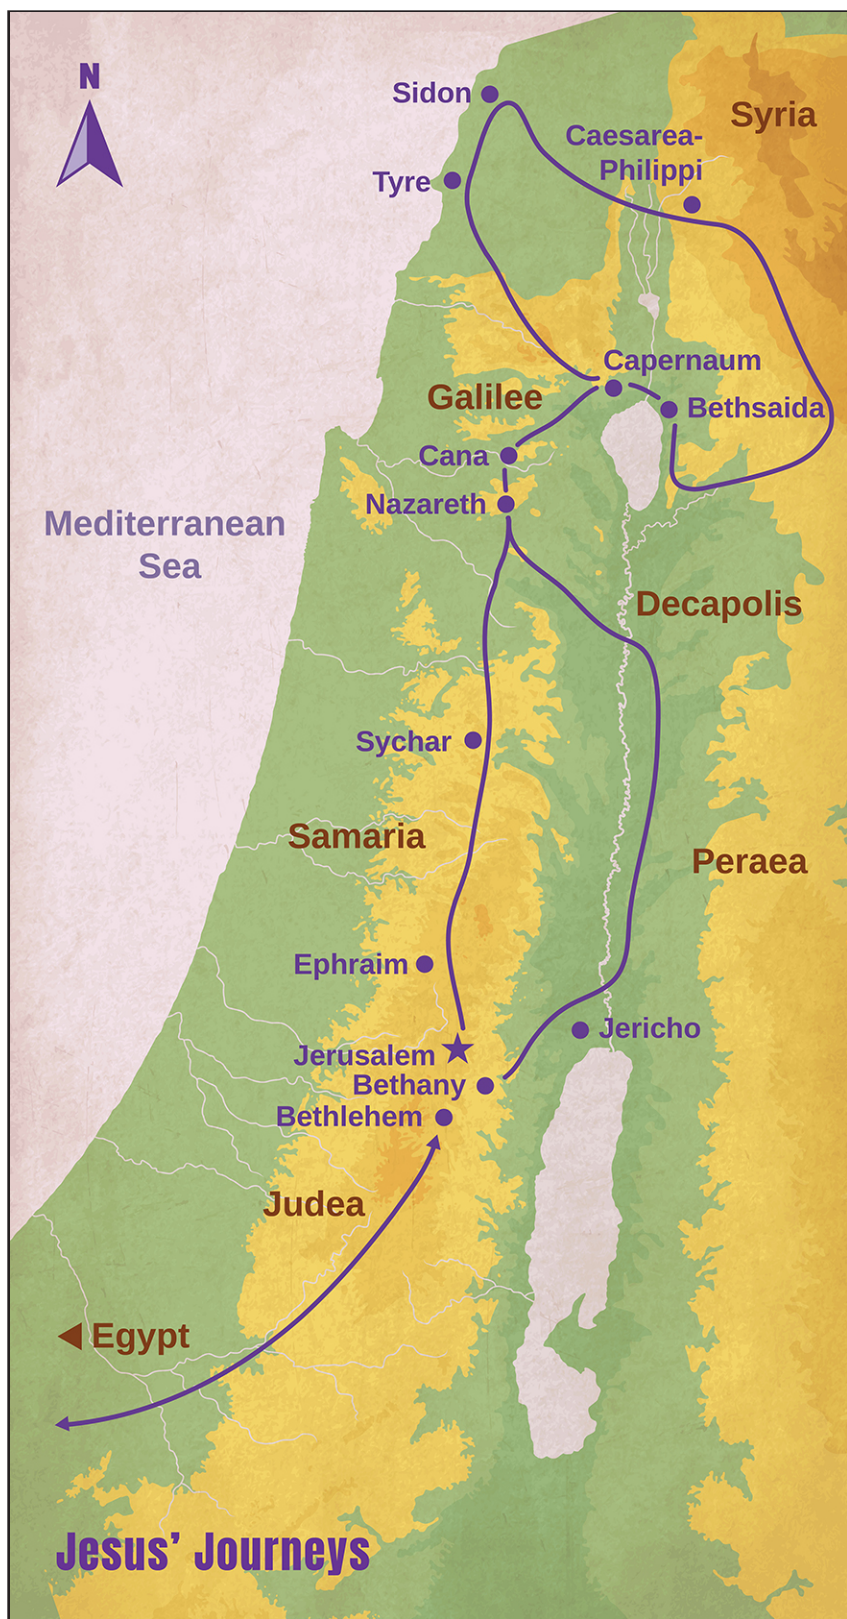 N
Sidon
Syria
Caesarea-
Philippi
Tyre
Capernaum
Galilee
Bethsaida
Cana
Nazareth
Mediterranean
Sea
Decapolis
Sychar
Samaria
Peraea
Ephraim
Jericho
Jerusalem
Bethany
Bethlehem
Judea
Egypt
Jesus’ Journeys